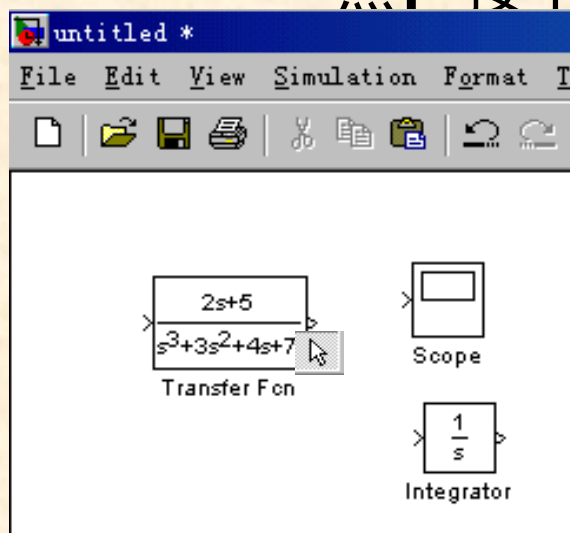 untitled *
File Edit View Simulation Format T
2s+5
s³+3s²+4s+7
Transfer Fcn
Scope
1
s
Integrator